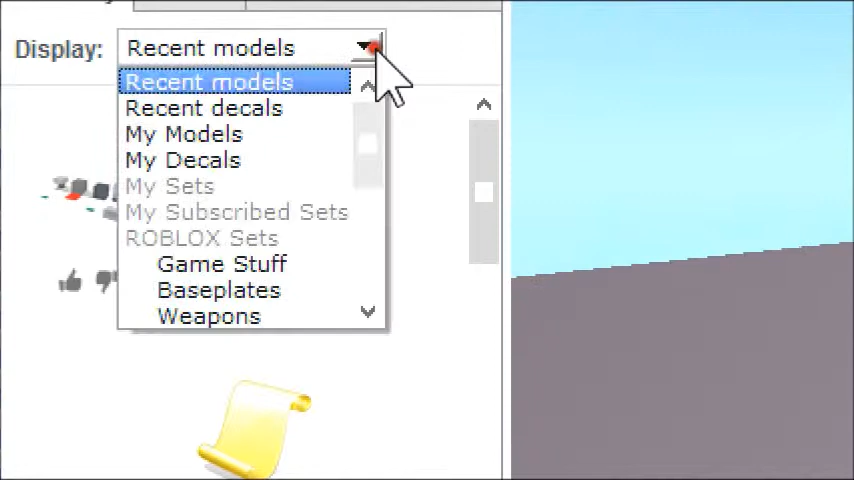 Display: Recent models
Recent models
Recent decals
My Models
My Decals
My Sets
My Subscribed Sets
ROBLOX Sets
Game Stuff
Baseplates
Weapons